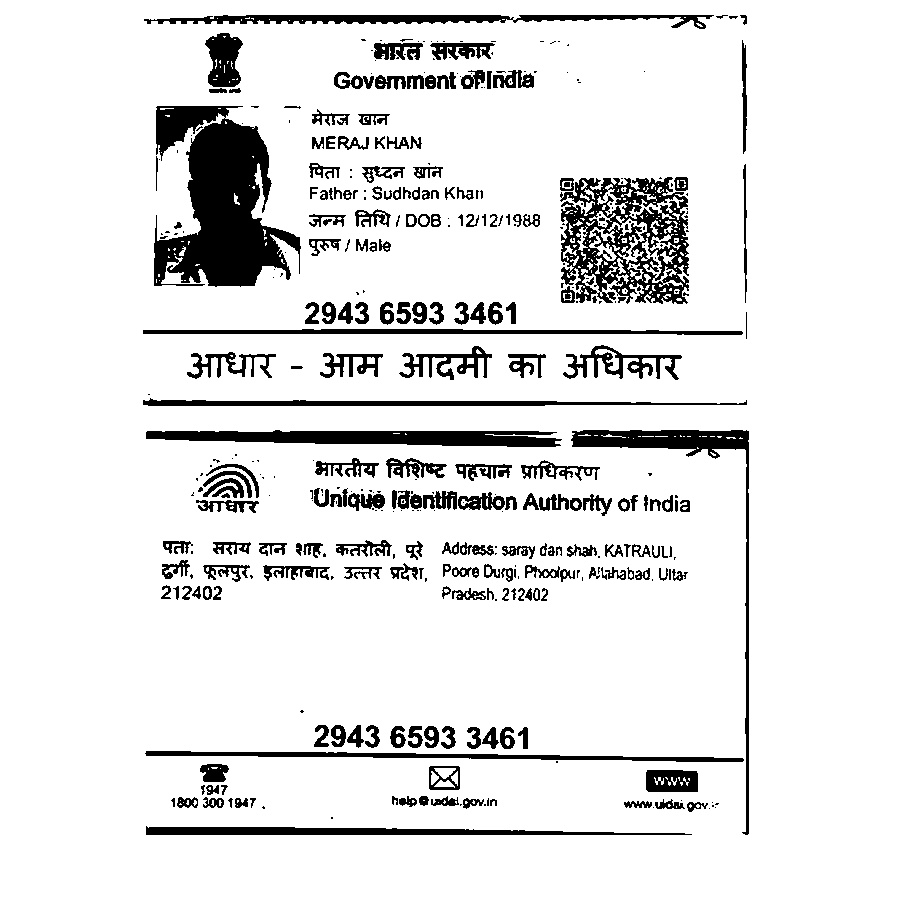 भारत सरकार
Government of India
मेराज खान
MERAJ KHAN
पिता : सुध्दन खांन
Father : Sudhdan Khan
जन्म तिथि / DOB : 12/12/1988
पुरुष / Male
2943 6593 3461
आधार - आम आदमी का अधिकार
भारतीय विशिष्ट पहचान प्राधिकरण
Unique Identification Authority of India
आधार
पता: सराय दान शाह, कतरोली, पूरे
दुर्गी, फूलपुर, इलाहाबाद, उत्तर प्रदेश,
212402
Address: saray dan shah, KATRAULI,
Poore Durgi, Phoolpur, Allahabad, Uttar
Pradesh, 212402
2943 6593 3461
1947
1800 300 1947
help@uidai.gov.in
www
www.uidai.gov.in